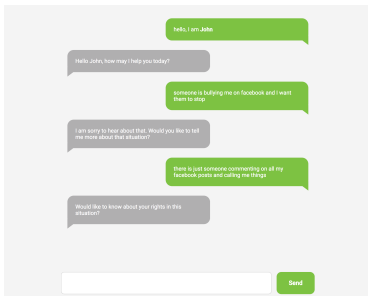 hello, I am John
Hello John, how may I help you today?
someone is bullying me on facebook and I want
them to stop
I am sorry to hear about that. Would you like to tell
me more about that situation?
there is just someone commenting on all my
facebook posts and calling me things
Would like to know about your rights in this
situation?
Send